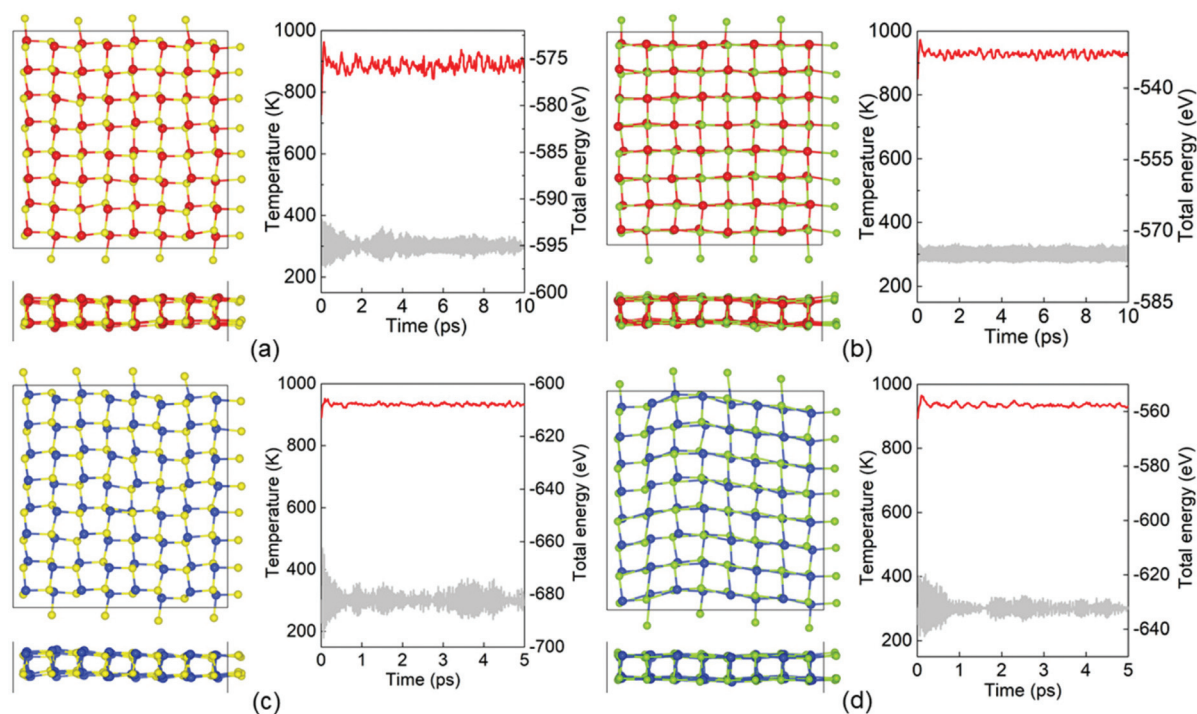 1000
800
600
400
200
Temperature (K)
-575
-580
-585
-590
-595
-600
Total energy (eV)
0 2 4 6 8 10
Time (ps)
(a)
1000
800
600
400
200
Temperature (K)
-540
-555
-570
-585
Total energy (eV)
0 2 4 6 8 10
Time (ps)
(b)
1000
800
600
400
200
Temperature (K)
-600
-620
-640
-660
-680
-700
Total energy (eV)
0 1 2 3 4 5
Time (ps)
(c)
1000
800
600
400
200
Temperature (K)
-560
-580
-600
-620
-640
Total energy (eV)
0 1 2 3 4 5
Time (ps)
(d)